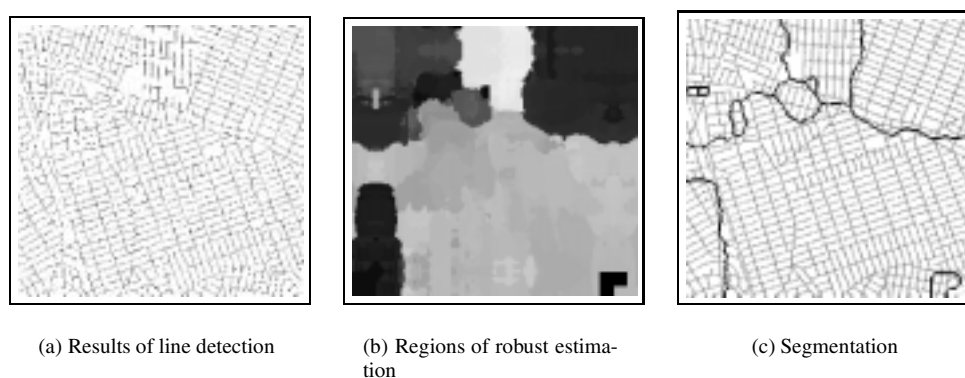 (a) Results of line detection
(b) Regions of robust estima-
tion
(c) Segmentation